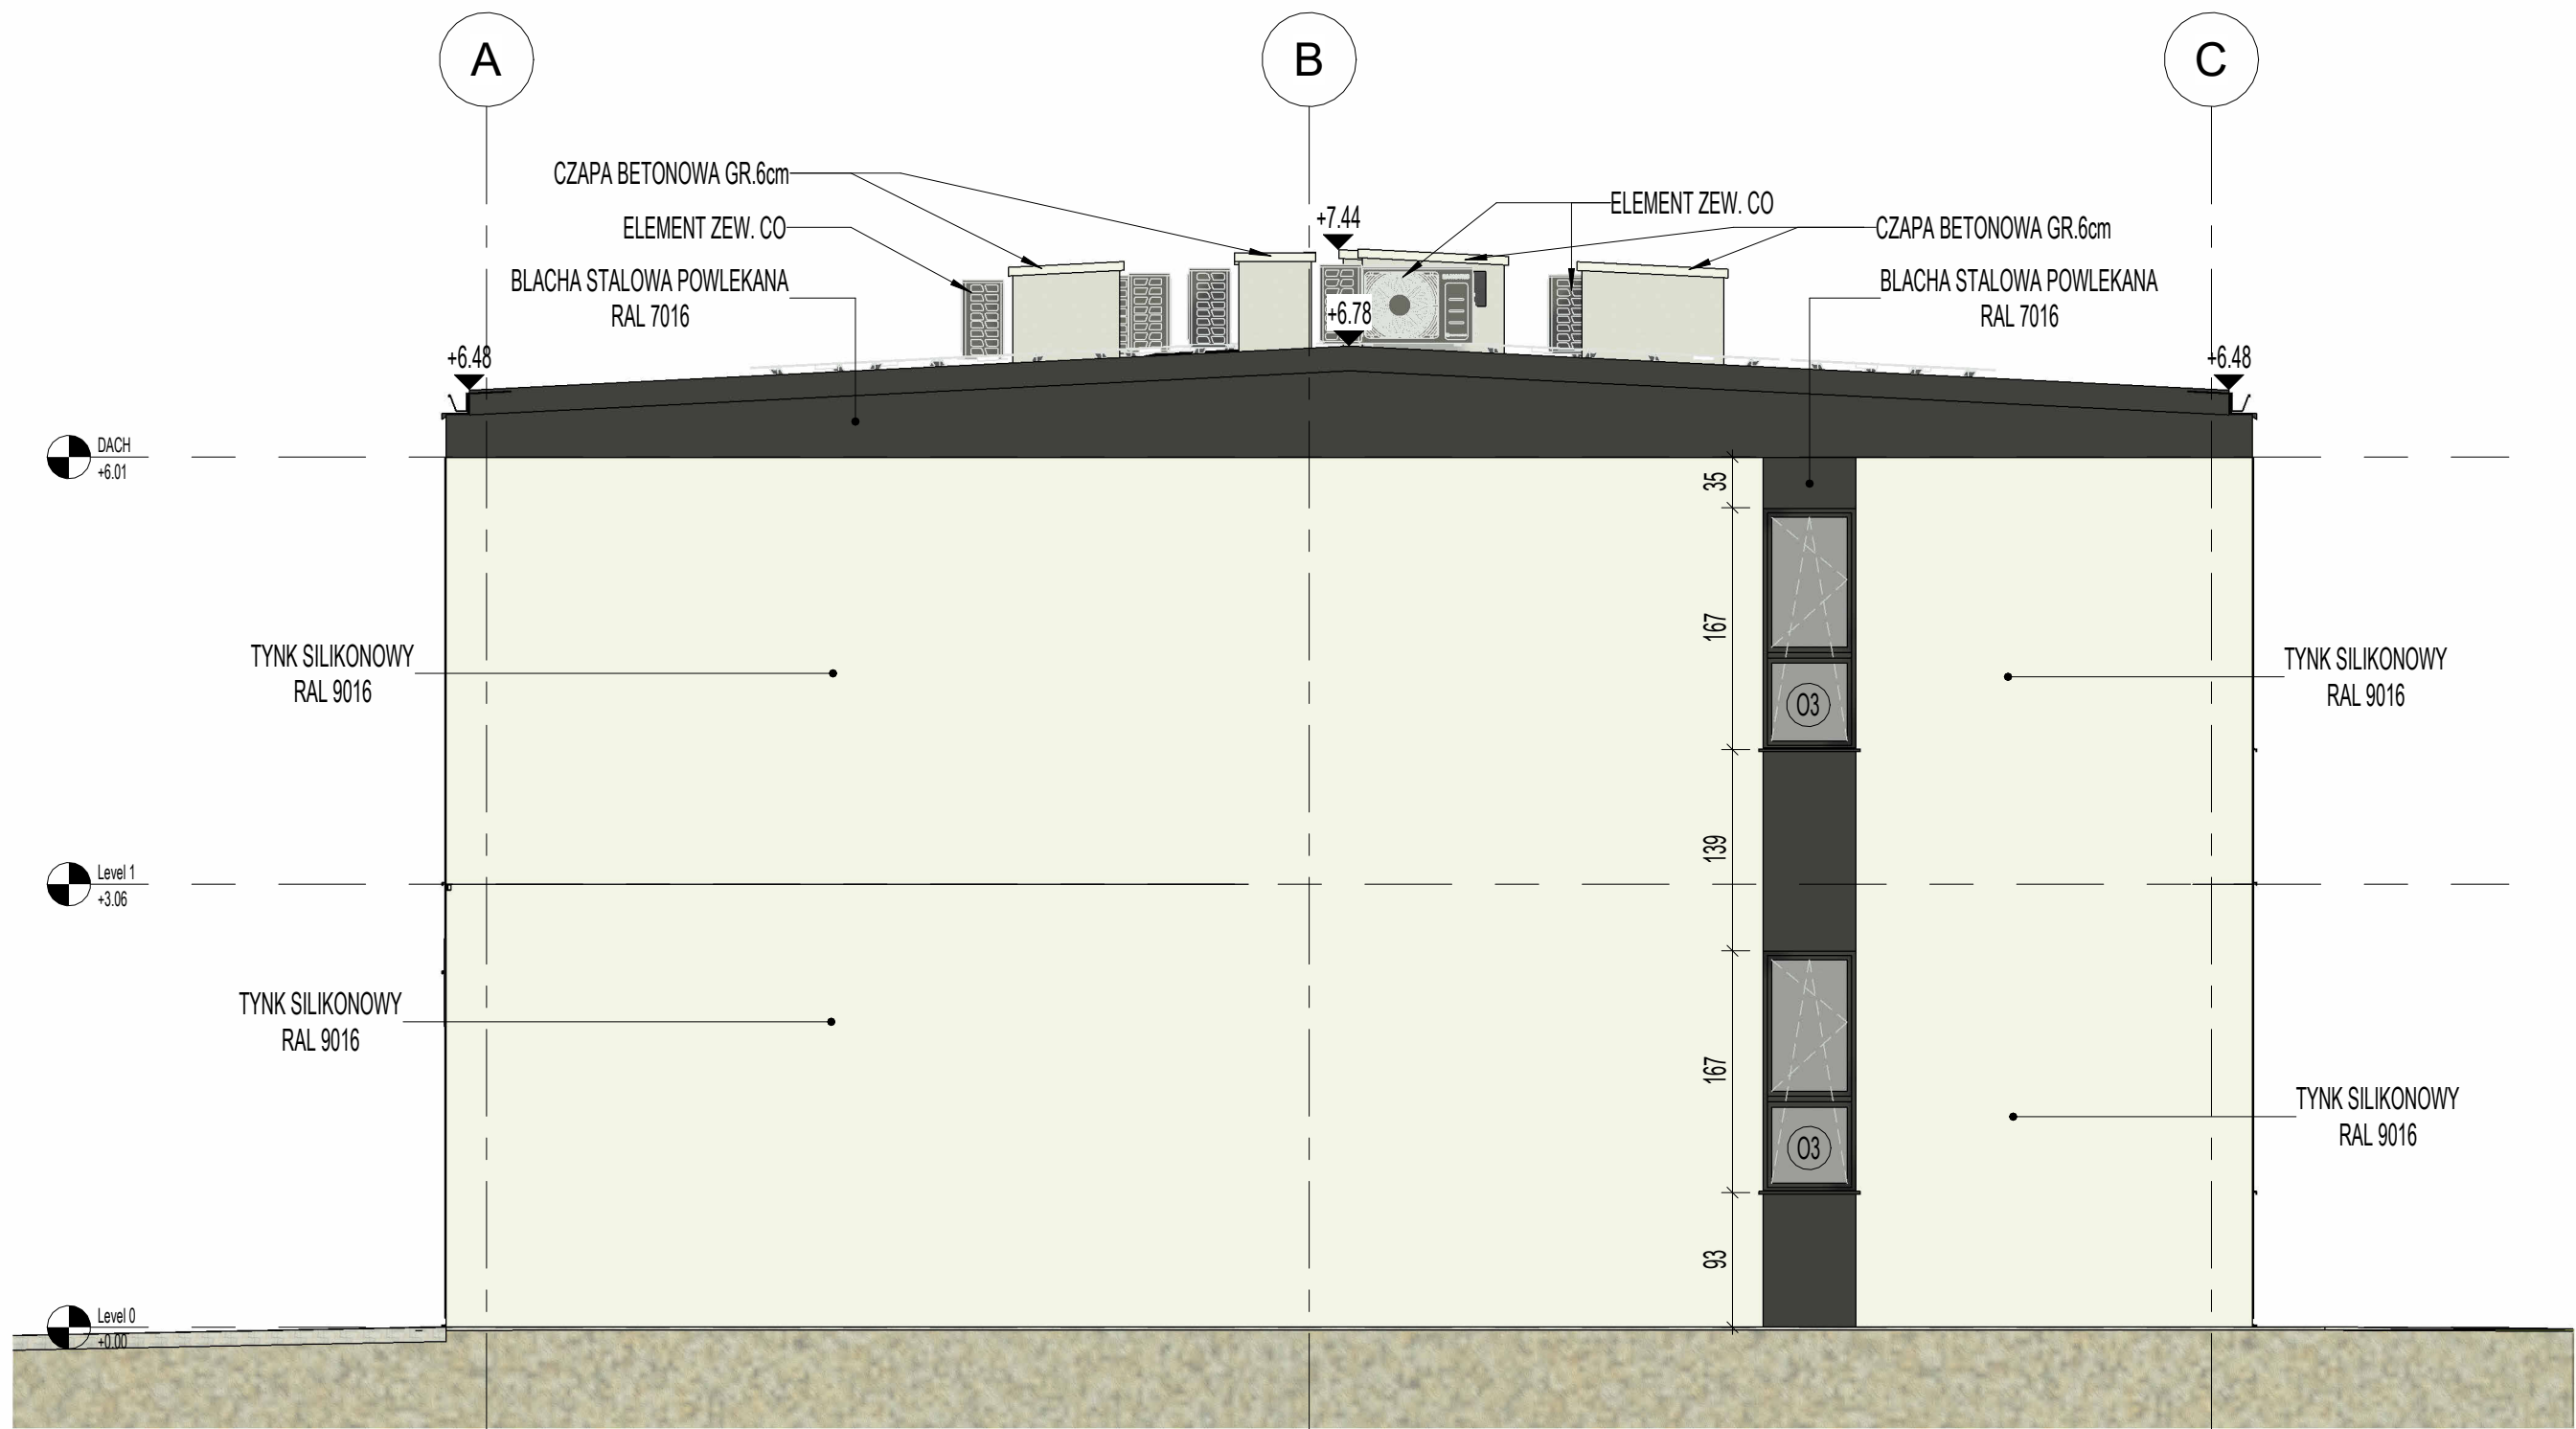 A
B
C
CZAPA BETONOWA GR.6cm
ELEMENT ZEW. CO
BLACHA STALOWA POWLEKANA
RAL 7016
+7.44
ELEMENT ZEW. CO
CZAPA BETONOWA GR.6cm
BLACHA STALOWA POWLEKANA
RAL 7016
+6.78
+6.48
+6.48
DACH
+6.01
35
167
TYNK SILIKONOWY
RAL 9016
TYNK SILIKONOWY
RAL 9016
O3
139
Level 1
+3.06
TYNK SILIKONOWY
RAL 9016
167
O3
TYNK SILIKONOWY
RAL 9016
93
Level 0
+0.00